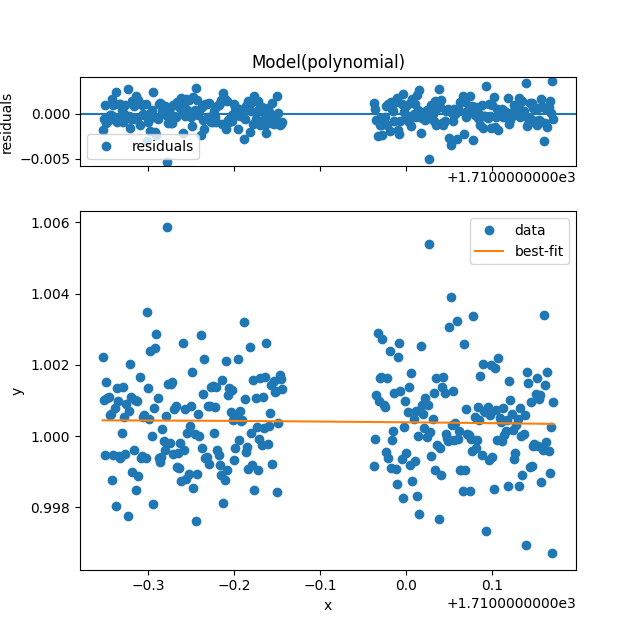 Model(polynomial)
residuals
0.000
−0.005
residuals
+1.7100000000e3
1.006
1.004
1.002
1.000
0.998
y
data
best-fit
−0.3
−0.2
−0.1
0.0
0.1
x
+1.7100000000e3